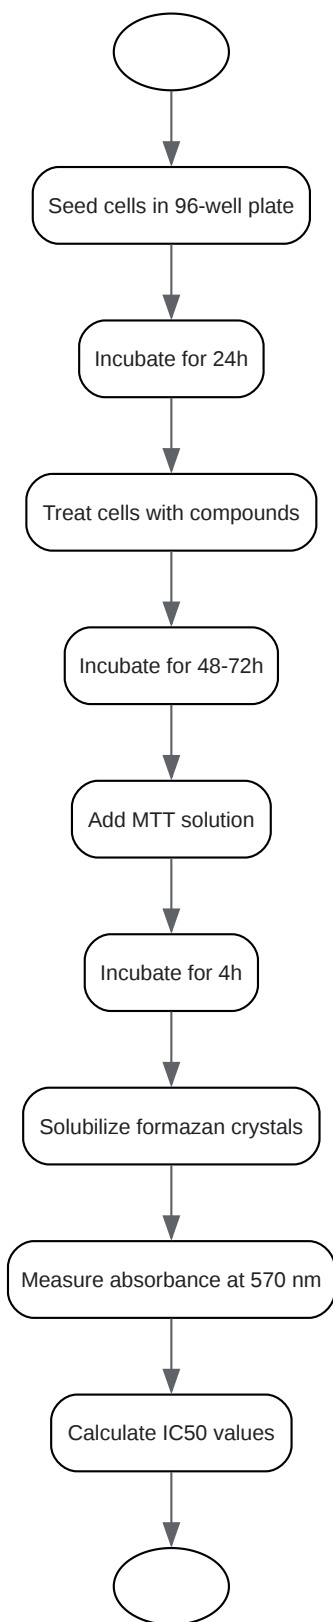 Seed cells in 96-well plate
Incubate for 24h
Treat cells with compounds
Incubate for 48-72h
Add MTT solution
Incubate for 4h
Solubilize formazan crystals
Measure absorbance at 570 nm
Calculate IC50 values